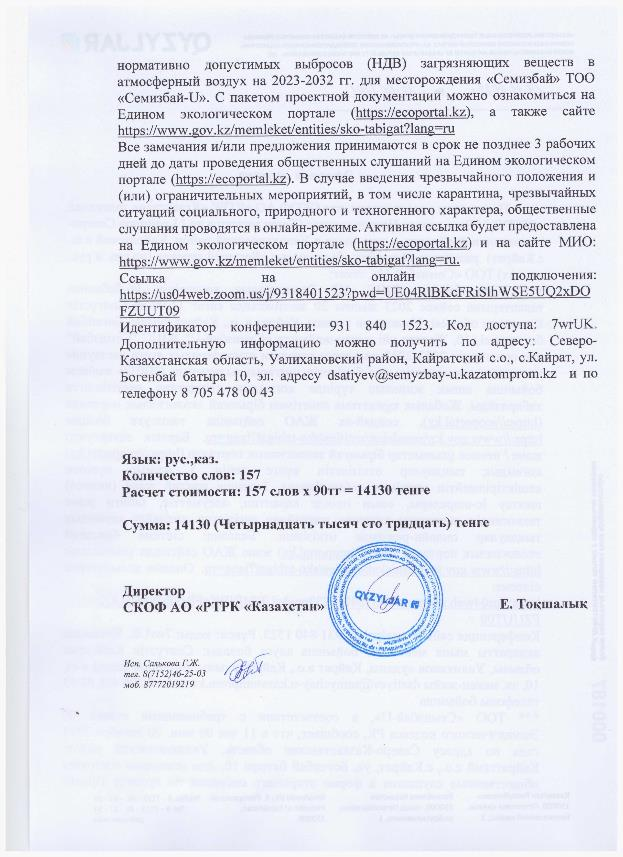 нормативно допустимых выбросов (НДВ) загрязняющих веществ в
атмосферный воздух на 2023-2032 гг. для месторождения «Семизбай» ТОО
«Семизбай-U». С пакетом проектной документации можно ознакомиться на
Едином экологическом портале (https://ecoportal.kz), а также сайте
https://www.gov.kz/memleket/entities/sko-tabigat?lang=ru
Все замечания и/или предложения принимаются в срок не позднее 3 рабочих
дней до даты проведения общественных слушаний на Едином экологическом
портале (https://ecoportal.kz). В случае введения чрезвычайного положения и
(или) ограничительных мероприятий, в том числе карантина, чрезвычайных
ситуаций социального, природного и техногенного характера, общественные
слушания проводятся в онлайн-режиме. Активная ссылка будет предоставлена
на Едином экологическом портале (https://ecoportal.kz) и на сайте МИО:
https://www.gov.kz/memleket/entities/sko-tabigat?lang=ru.
Ссылка на онлайн подключения:
https://us04web.zoom.us/j/9318401523?pwd=UE04RlBKcFRiSlhWSE5UQ2xDO
FZUUT09
Идентификатор конференции: 931 840 1523. Код доступа: 7wrUK.
Дополнительную информацию можно получить по адресу: Северо-
Казахстанская область, Уалихановский район, Кайратский с.о., с.Кайрат, ул.
Богенбай батыра 10, эл. адресу dsatiyev@semyzbay-u.kazatomprom.kz и по
телефону 8 705 478 00 43
Язык: рус.,каз.
Количество слов: 157
Расчет стоимости: 157 слов х 90тг = 14130 тенге
Сумма: 14130 (Четырнадцать тысяч сто тридцать) тенге
Директор
СКОФ АО «РТРК «Казахстан» Е. Тоқшалық
QYZYLJAR
Исп. Салыкова Г.Ж.
тел. 8(7152)46-25-03
моб. 87772019219